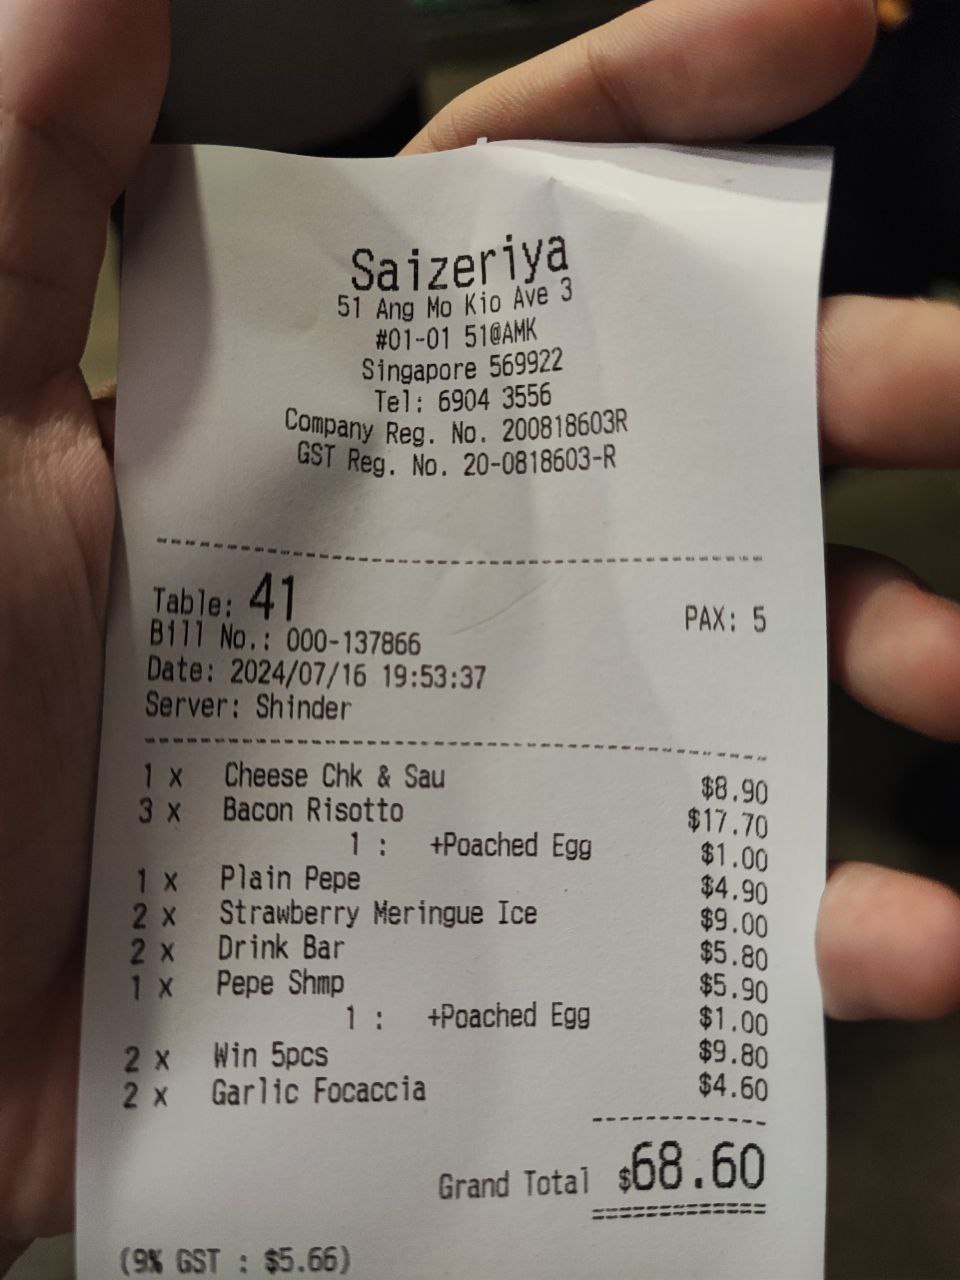 Saizeriya
51 Ang Mo Kio Ave 3
#01-01 51@AMK
Singapore 569922
Tel: 6904 3556
Company Reg. No. 200818603R
GST Reg. No. 20-0818603-R
Table: 41 PAX: 5
Bill No.: 000-137866
Date: 2024/07/16 19:53:37
Server: Shinder
1 x Cheese Chk & Sau $8.90
3 x Bacon Risotto $17.70
1 : +Poached Egg $1.00
1 x Plain Pepe $4.90
2 x Strawberry Meringue Ice $9.00
2 x Drink Bar $5.80
1 x Pepe Shmp $5.90
1 : +Poached Egg $1.00
2 x Win 5pcs $9.80
2 x Garlic Focaccia $4.60
Grand Total $68.60
(9% GST : $5.66)